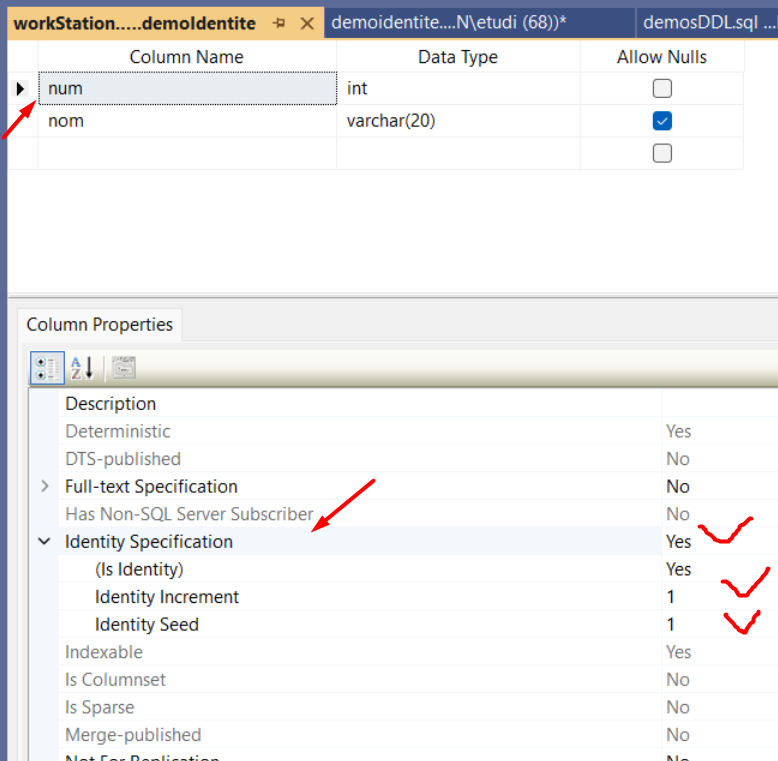 workStation.....demoIdentite demoidentite....N\etudi (68))* demosDDL.sql ...
Column Name Data Type Allow Nulls
num int
nom varchar(20)
Column Properties
Description
Deterministic Yes
DTS-published No
Full-text Specification No
Has Non-SQL Server Subscriber No
Identity Specification Yes
(Is Identity) Yes
Identity Increment 1
Identity Seed 1
Indexable Yes
Is Columnset No
Is Sparse No
Merge-published No
Not For Replication No